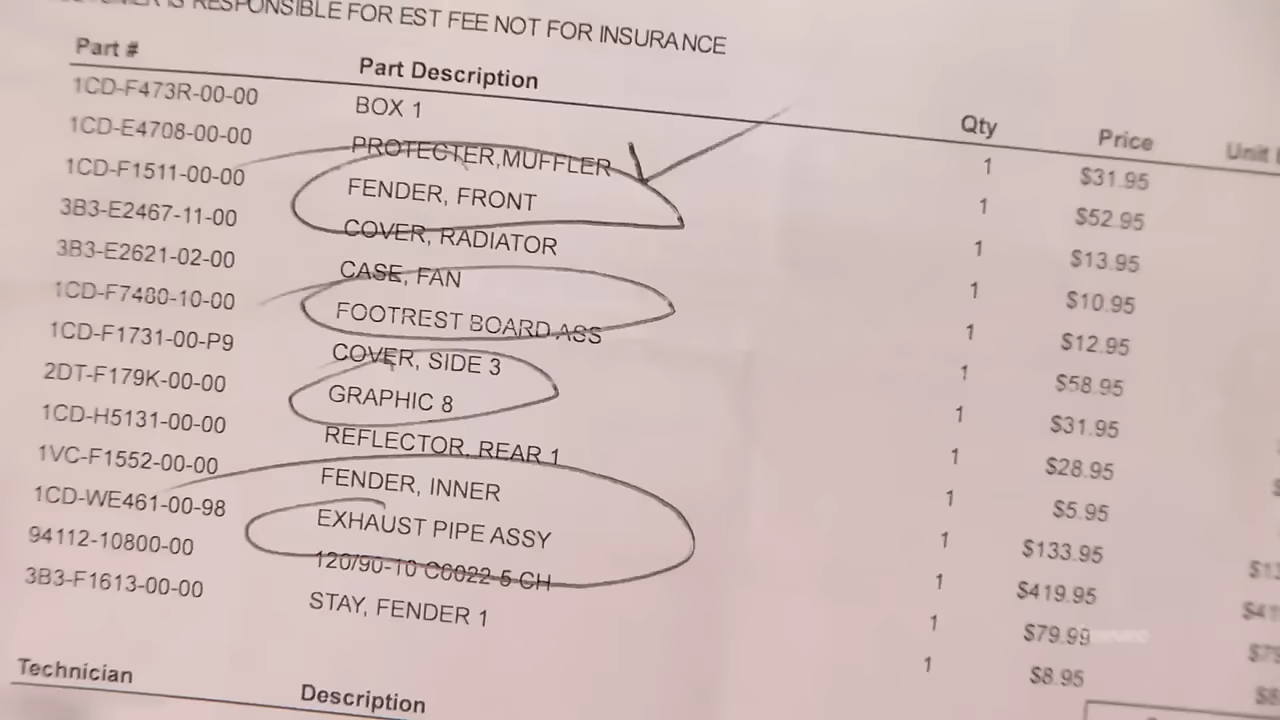 IS RESPONSIBLE FOR EST FEE NOT FOR INSURANCE
Part # Part Description Qty Price Unit
1CD-F473R-00-00 BOX 1 1 $31.95
1CD-E4708-00-00 PROTECTER,MUFFLER 1 $52.95
1CD-F1511-00-00 FENDER, FRONT 1 $13.95
3B3-E2467-11-00 COVER, RADIATOR 1 $10.95
3B3-E2621-02-00 CASE, FAN 1 $12.95
1CD-F7480-10-00 FOOTREST BOARD ASS 1 $58.95
1CD-F1731-00-P9 COVER, SIDE 3 1 $31.95
2DT-F179K-00-00 GRAPHIC 8 1 $28.95
1CD-H5131-00-00 REFLECTOR, REAR 1 1 $5.95
1VC-F1552-00-00 FENDER, INNER 1 $133.95
1CD-WE461-00-98 EXHAUST PIPE ASSY 1 $419.95
94112-10800-00 120/90-10 C6022 5 CH 1 $79.99
3B3-F1613-00-00 STAY, FENDER 1 1 $8.95
Technician Description